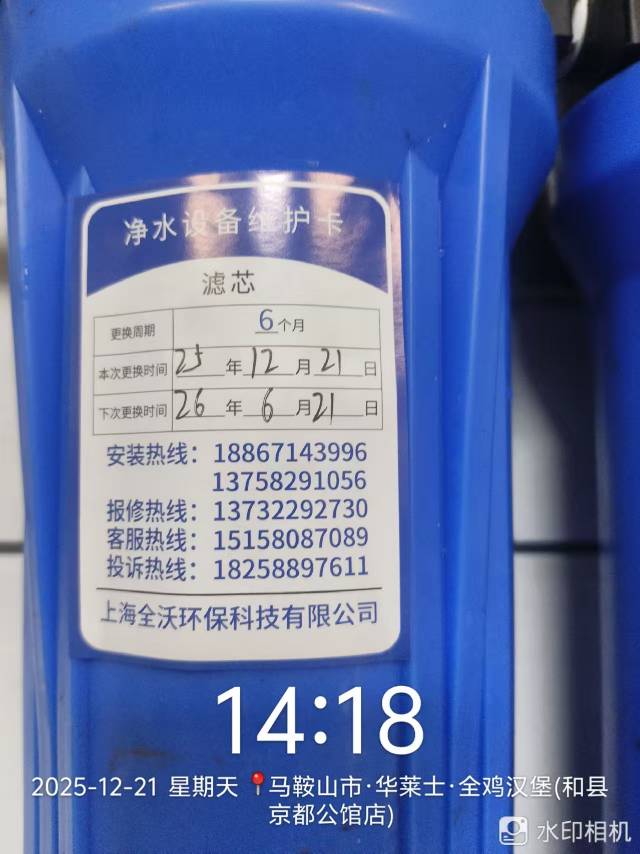 净水设备维护卡
滤芯
更换周期 6个月
本次更换时间 25年12月21日
下次更换时间 26年6月21日
安装热线：18867143996
13758291056
报修热线：13732292730
客服热线：15158087089
投诉热线：18258897611
上海全沃环保科技有限公司
14:18
2025-12-21 星期天 📍马鞍山市·华莱士·全鸡汉堡(和县
京都公馆店)
水印相机